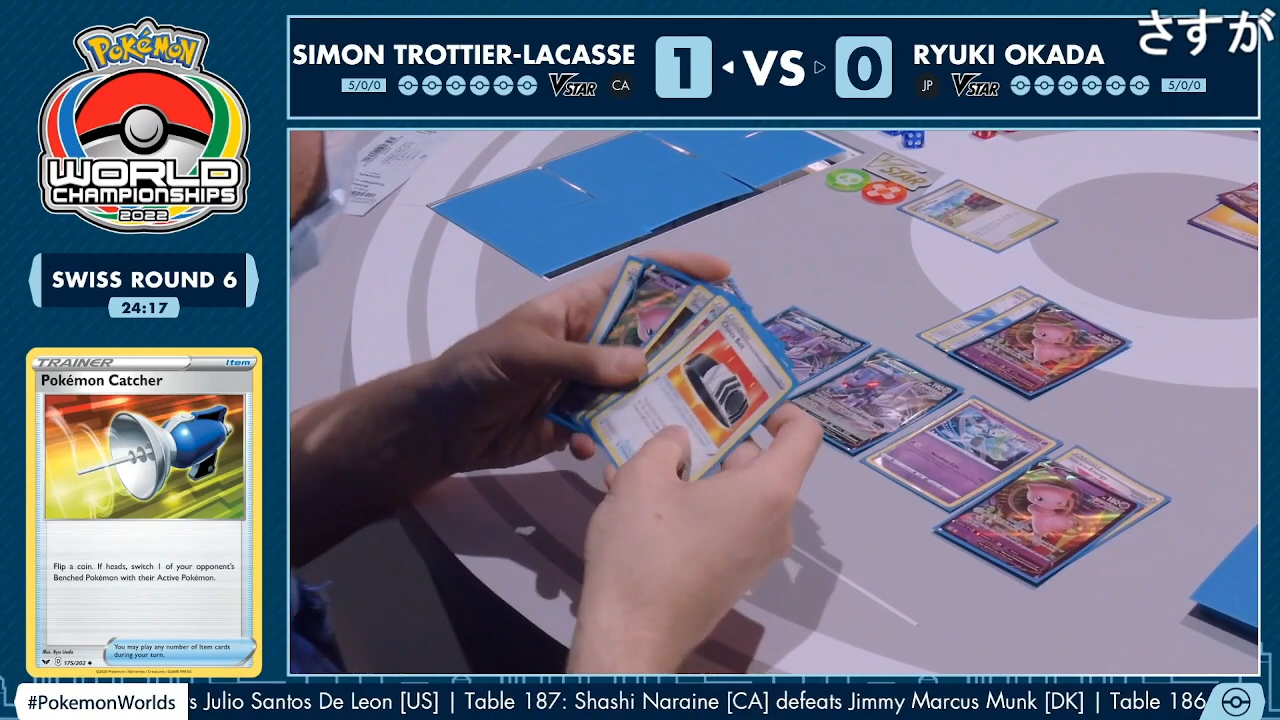 さすが
Pokémon
WORLD
CHAMPIONSHIPS
2022
SIMON TROTTIER-LACASSE
1
VS
0
RYUKI OKADA
5/0/0
VSTAR
CA
JP
VSTAR
5/0/0
SWISS ROUND 6
24:17
TRAINER
Item
Pokémon Catcher
Flip a coin. If heads, switch 1 of your opponent's
Benched Pokémon with their Active Pokémon.
You may play any number of Item cards
during your turn.
175/202
STAR
#PokemonWorlds
s Julio Santos De Leon [US] | Table 187: Shashi Naraine [CA] defeats Jimmy Marcus Munk [DK] | Table 186